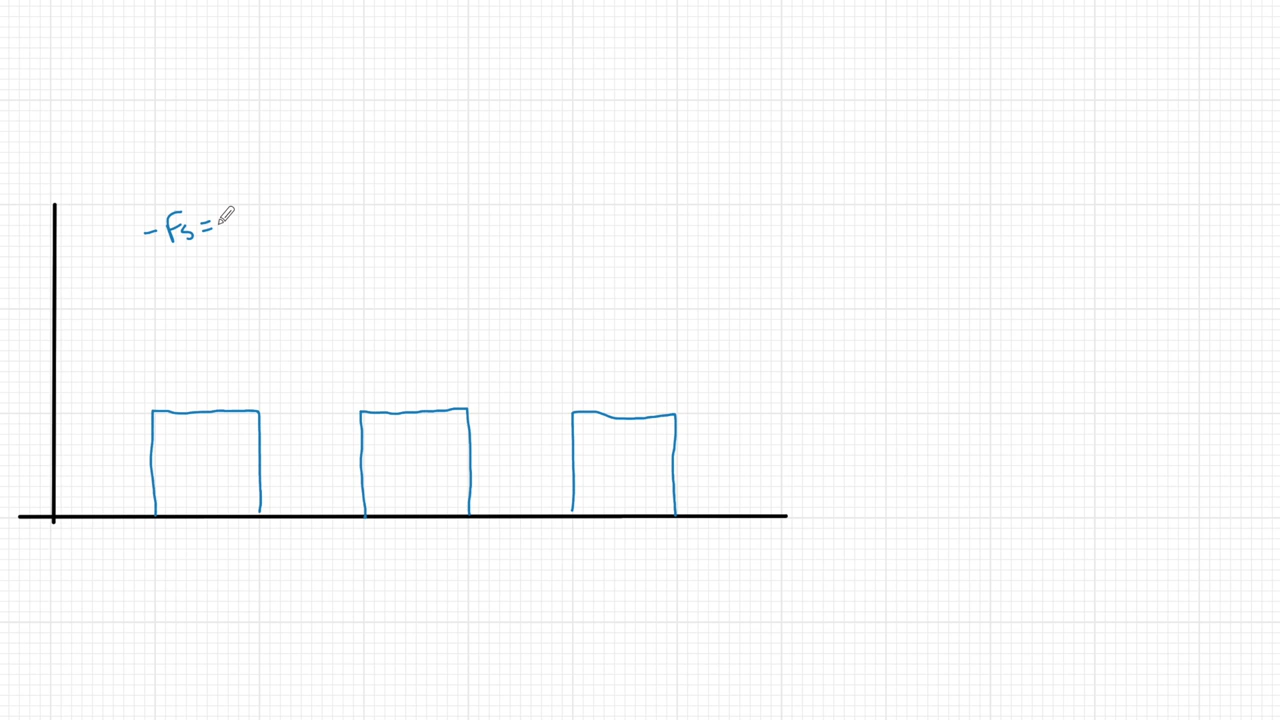 - Fs =